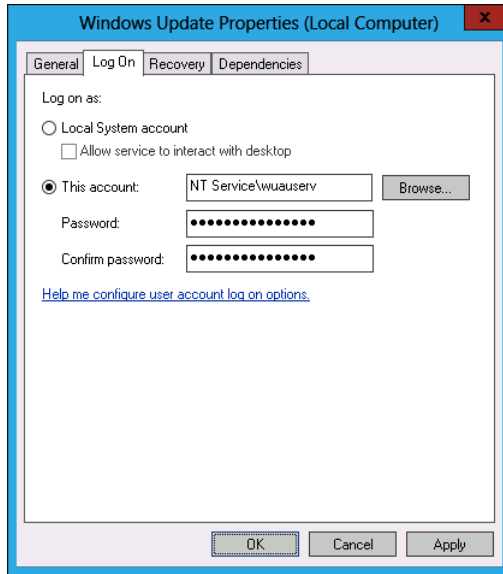 Windows Update Properties (Local Computer)
x
General Log On Recovery Dependencies
Log on as:
Local System account
Allow service to interact with desktop
This account: NT Service\wuauserv Browse...
Password: ●●●●●●●●●●●●●●●
Confirm password: ●●●●●●●●●●●●●●●
Help me configure user account log on options.
OK Cancel Apply